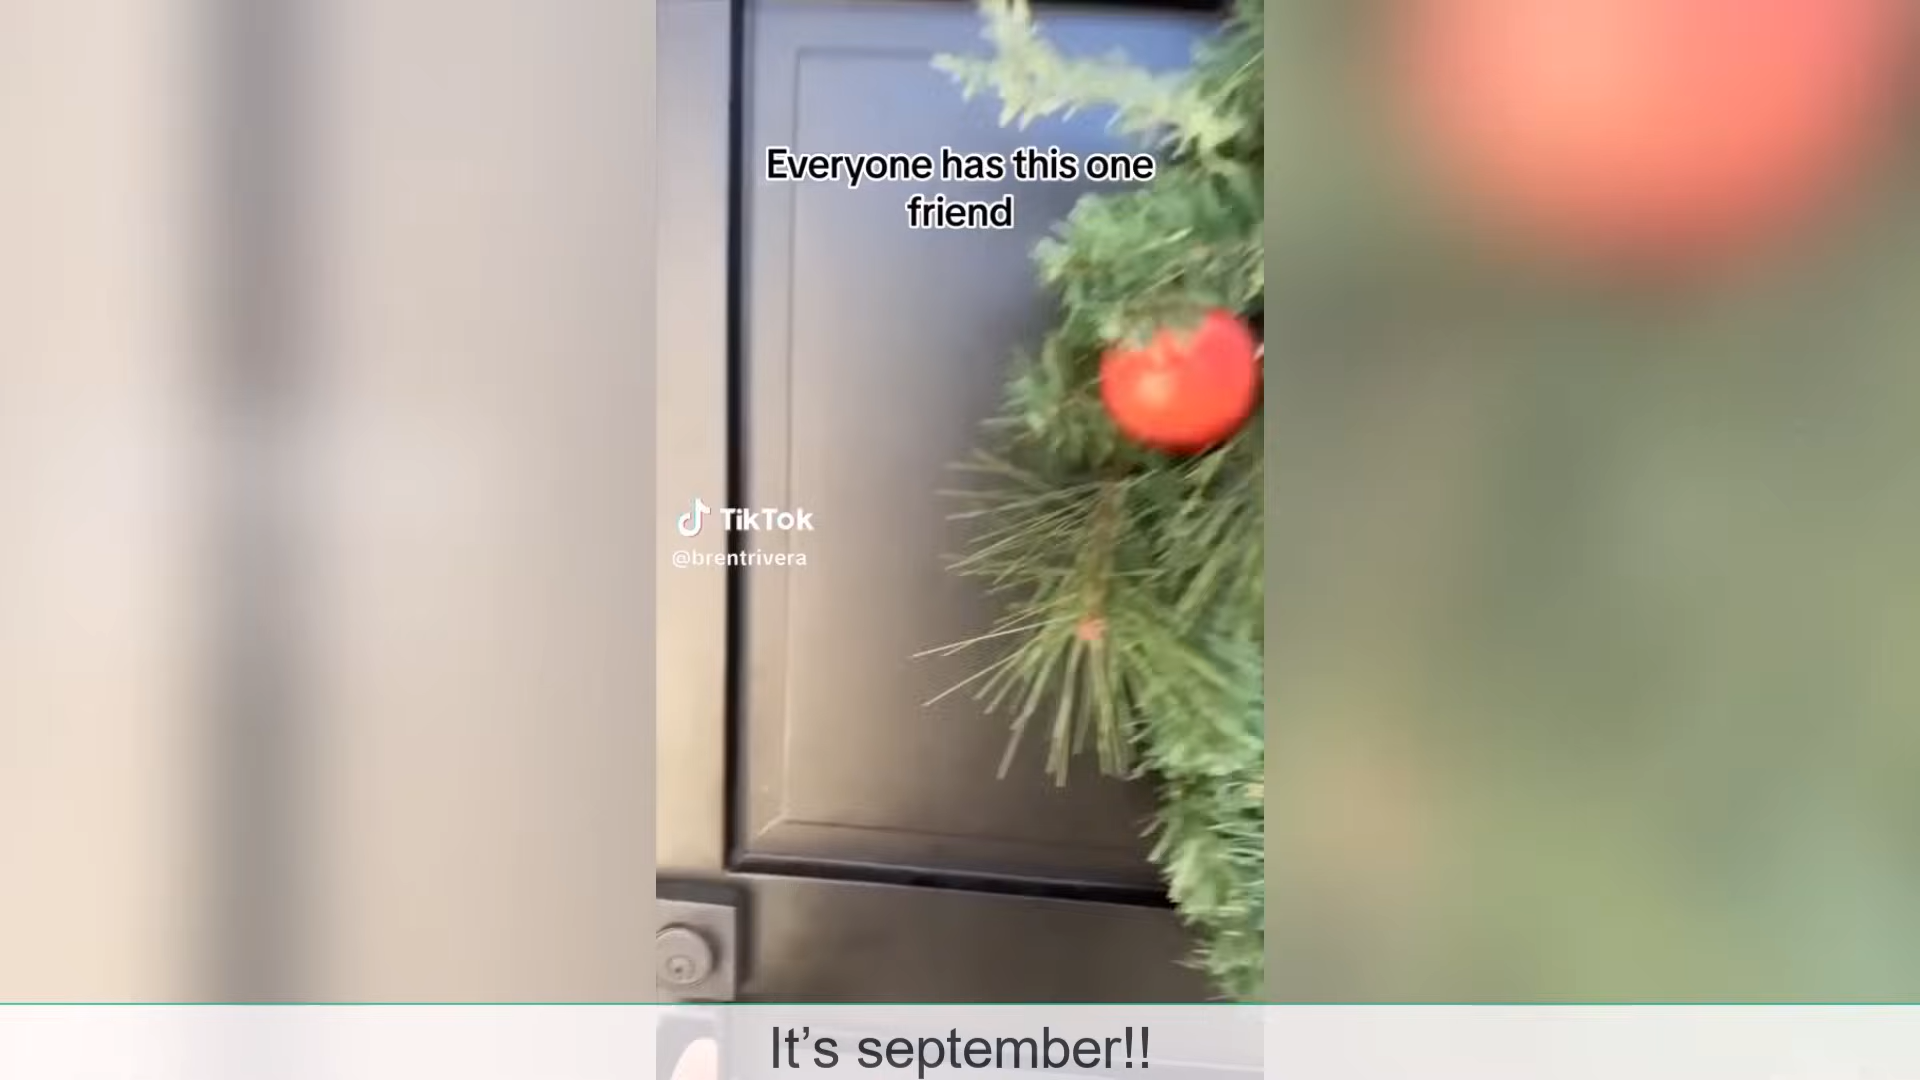 Everyone has this one
friend
TikTok
@brentrivera
It's september!!